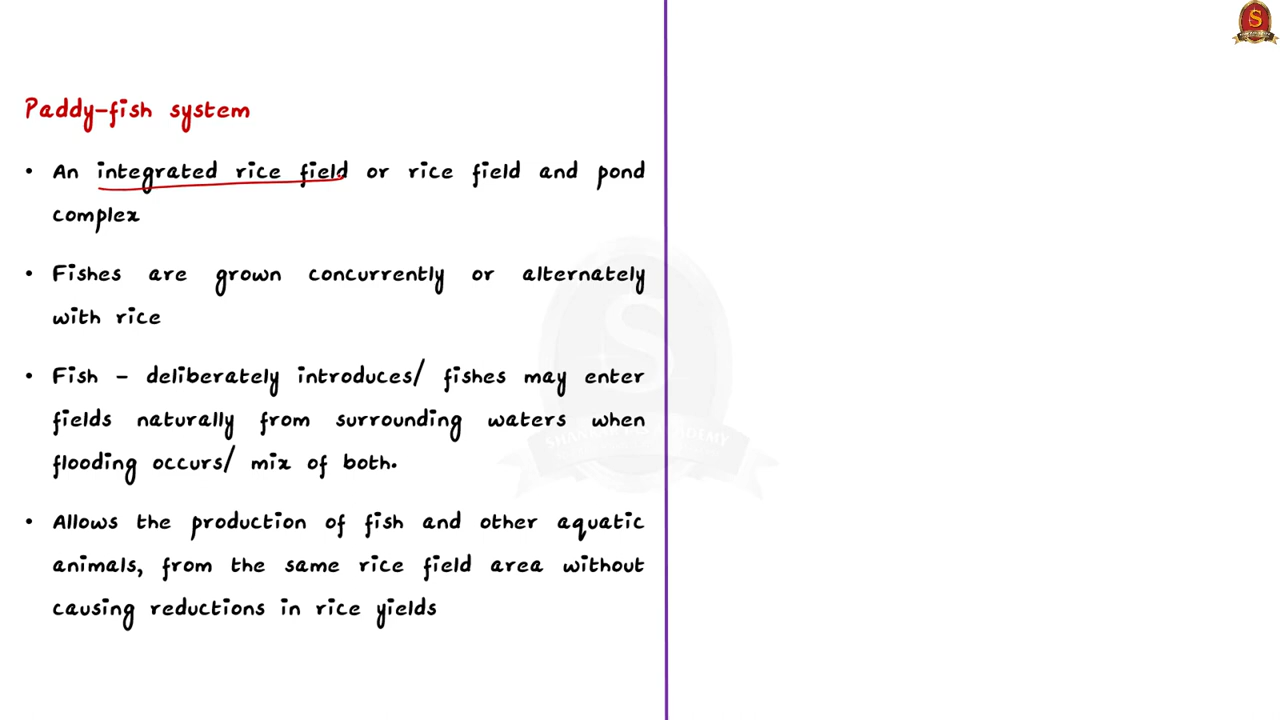 Paddy-fish system
• An integrated rice field or rice field and pond
complex
• Fishes are grown concurrently or alternately
with rice
• Fish – deliberately introduces/ fishes may enter
fields naturally from surrounding waters when
flooding occurs/ mix of both.
• Allows the production of fish and other aquatic
animals, from the same rice field area without
causing reductions in rice yields